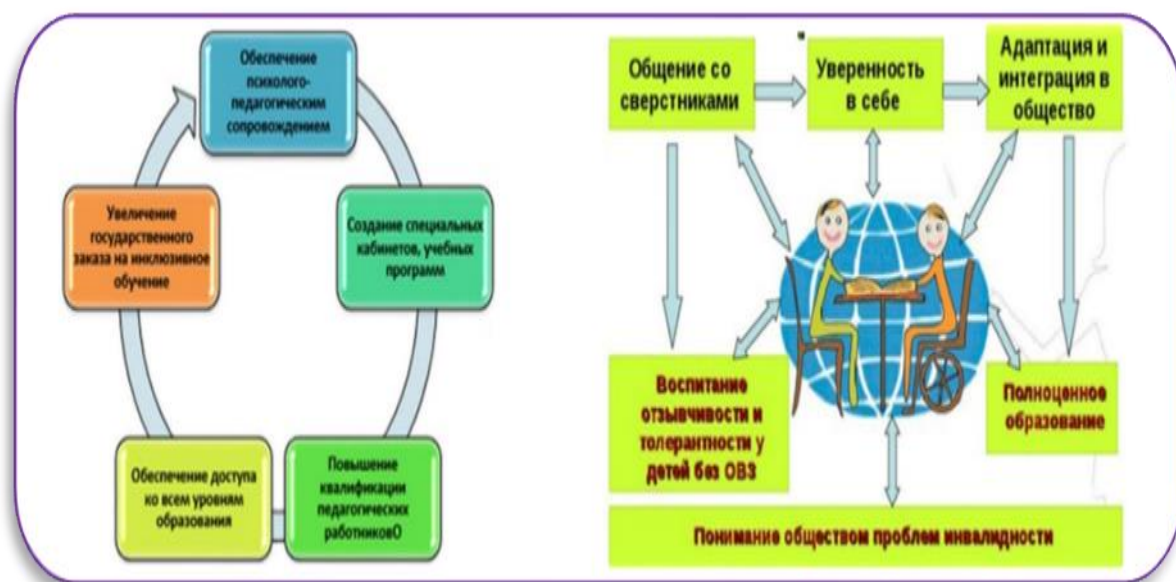 Обеспечение
психолого-
педагогическим
сопровождением
Создание специальных
кабинетов, учебных
программ
Повышение
квалификации
педагогических
работниковО
Обеспечение доступа
ко всем уровням
образования
Увеличение
государственного
заказа на инклюзивное
обучение
Общение со
сверстниками
Уверенность
в себе
Адаптация и
интеграция в
общество
Воспитание
отзывчивости и
толерантности у
детей без ОВЗ
Полноценное
образование
Понимание обществом проблем инвалидности